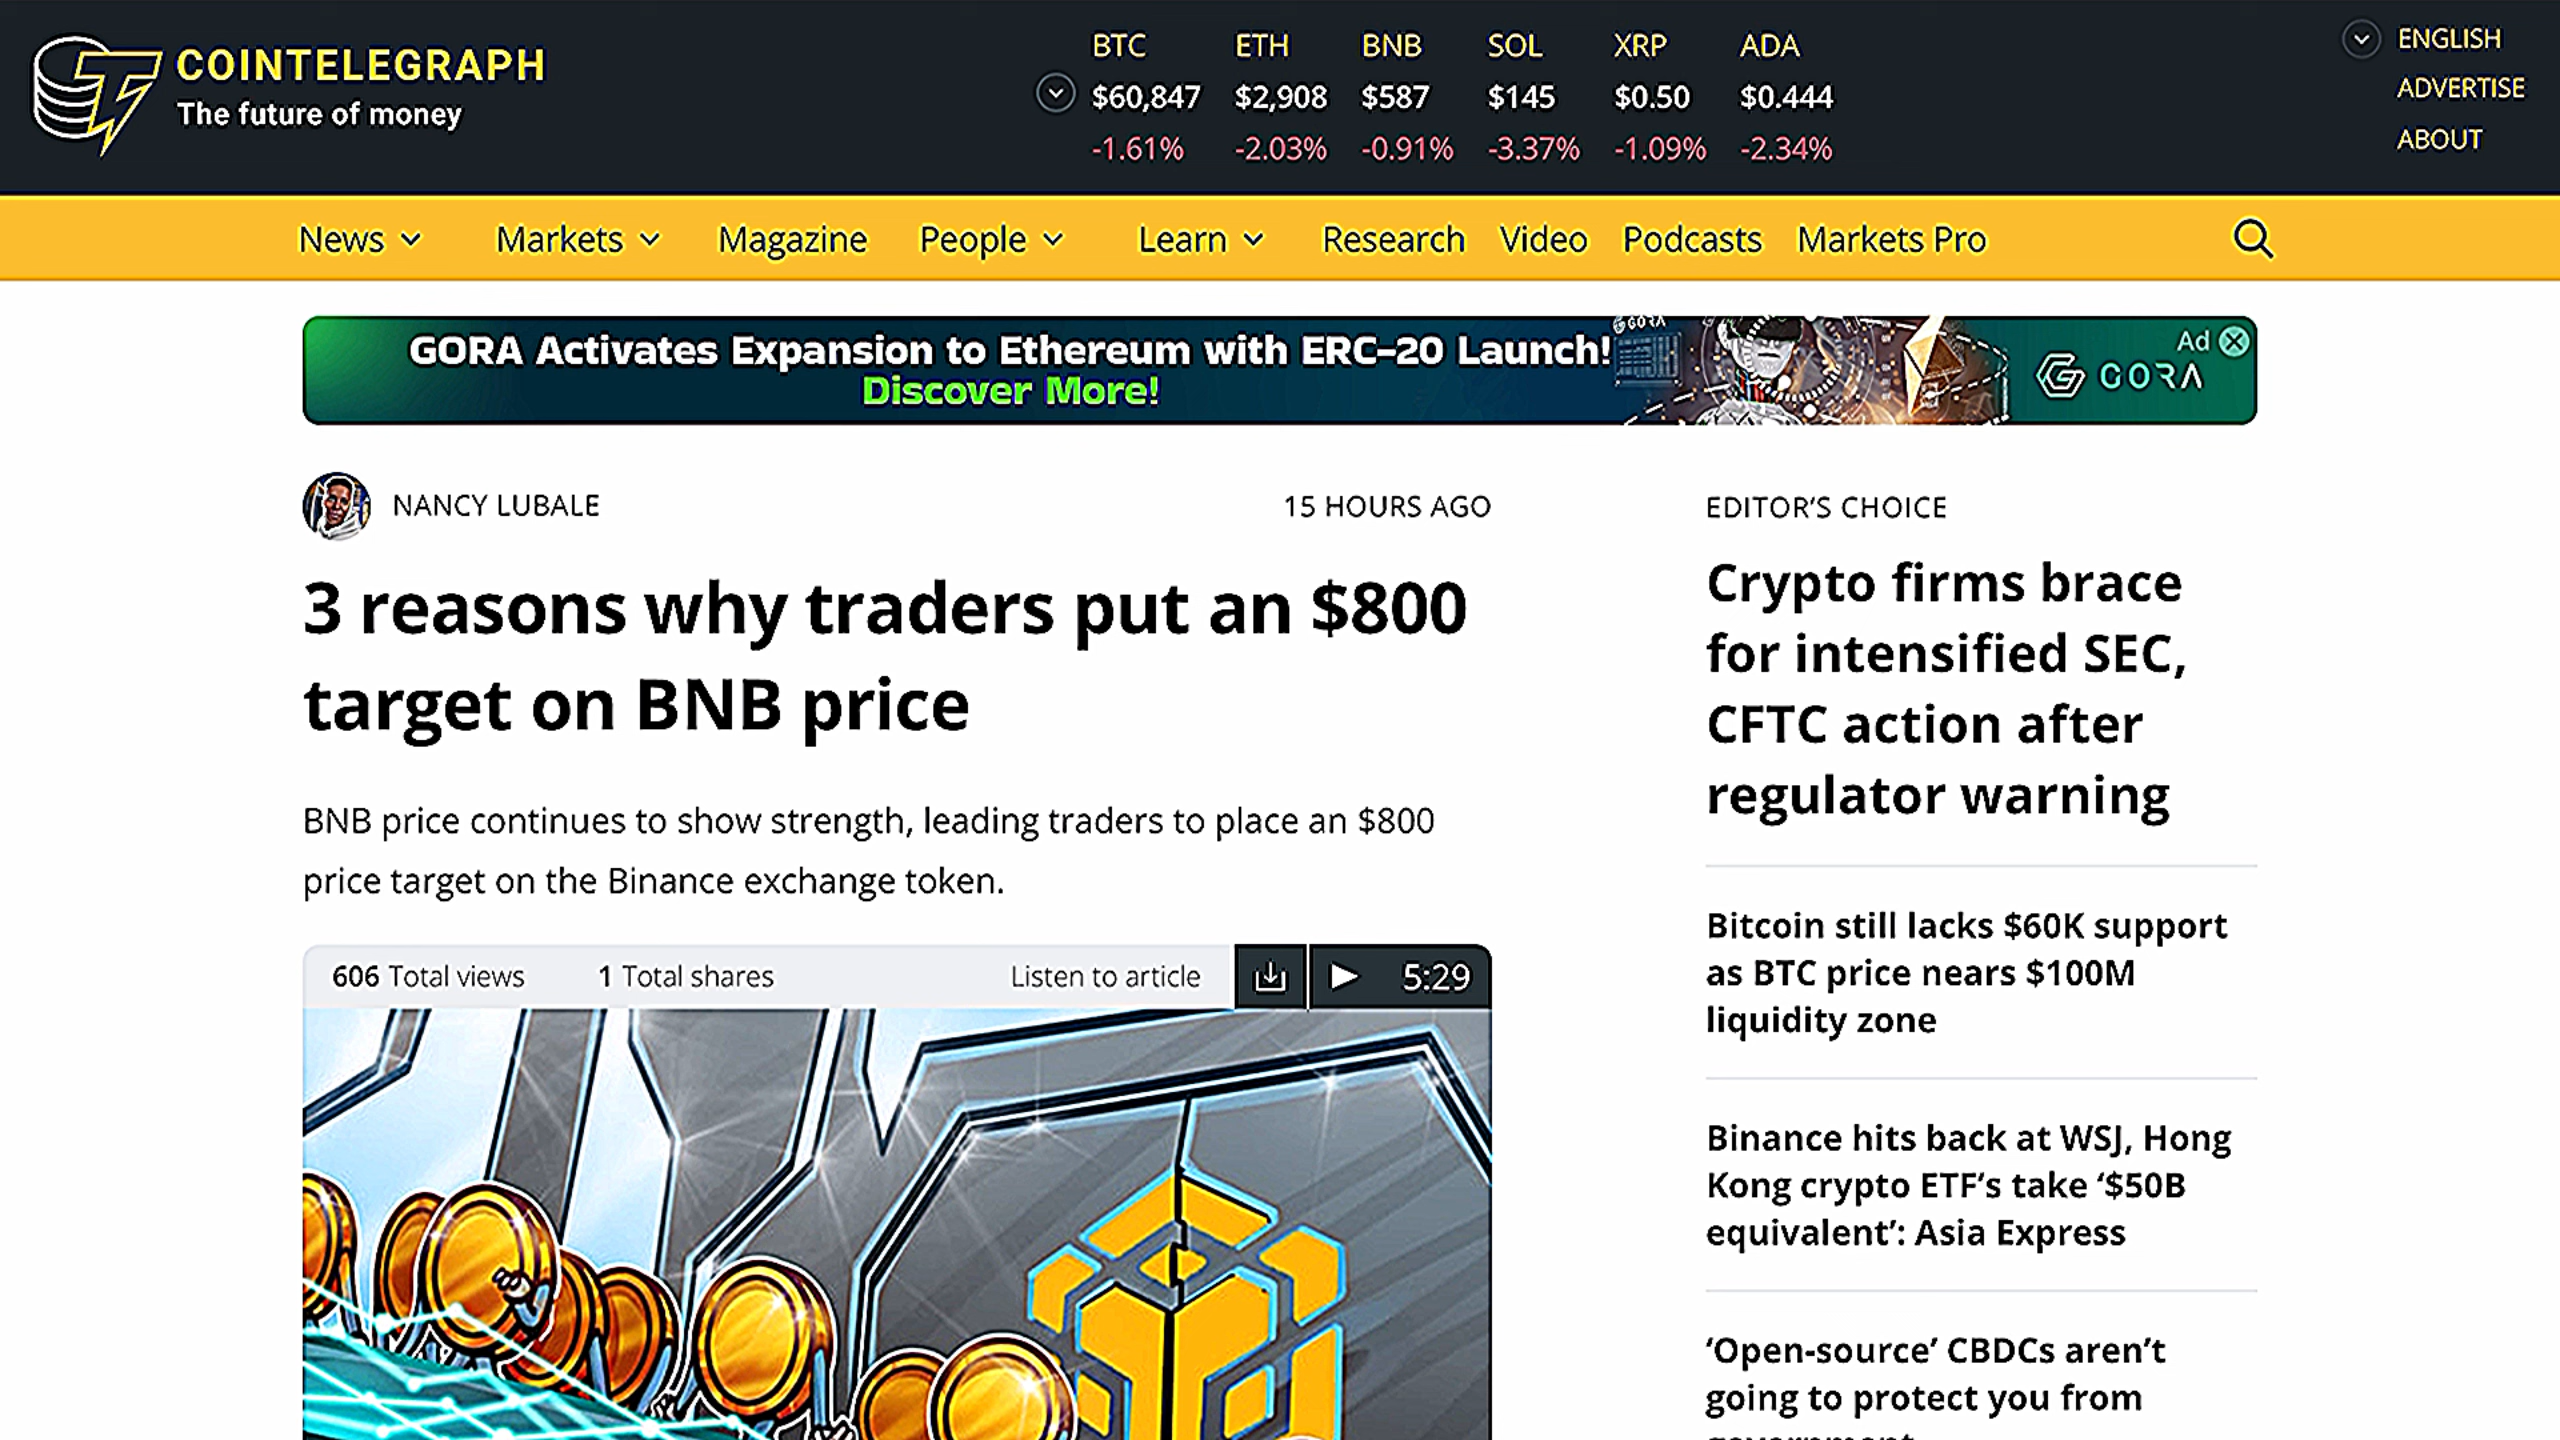 COINTELEGRAPH
The future of money
BTC ETH BNB SOL XRP ADA
$60,847 $2,908 $587 $145 $0.50 $0.444
-1.61% -2.03% -0.91% -3.37% -1.09% -2.34%
ENGLISH
ADVERTISE
ABOUT
News Markets Magazine People Learn Research Video Podcasts Markets Pro
GORA Activates Expansion to Ethereum with ERC-20 Launch!
Discover More!
GORA
Ad
GORA
NANCY LUBALE
15 HOURS AGO
3 reasons why traders put an $800
target on BNB price
BNB price continues to show strength, leading traders to place an $800
price target on the Binance exchange token.
606 Total views 1 Total shares Listen to article 5:29
EDITOR’S CHOICE
Crypto firms brace
for intensified SEC,
CFTC action after
regulator warning
Bitcoin still lacks $60K support
as BTC price nears $100M
liquidity zone
Binance hits back at WSJ, Hong
Kong crypto ETF’s take ‘$50B
equivalent’: Asia Express
‘Open-source’ CBDCs aren’t
going to protect you from